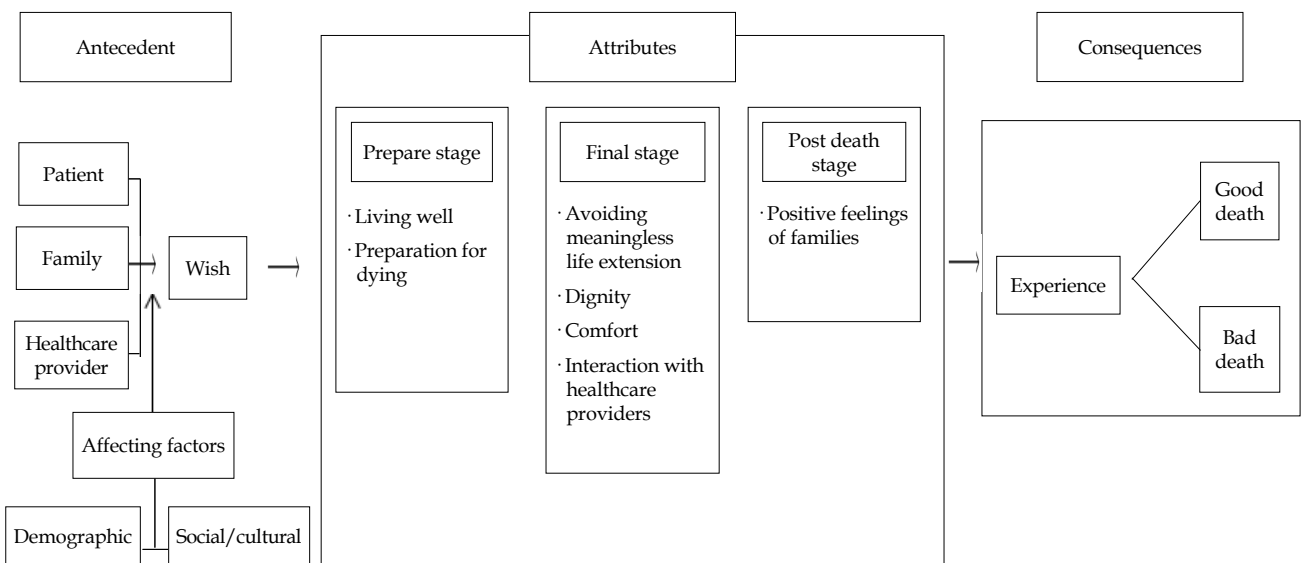 Antecedent
Attributes
Consequences
Patient
Family
Healthcare
provider
Wish
Affecting factors
Demographic
Social/cultural
Prepare stage
· Living well
· Preparation for
dying
Final stage
· Avoiding
meaningless
life extension
· Dignity
· Comfort
· Interaction with
healthcare
providers
Post death
stage
· Positive feelings
of families
Experience
Good
death
Bad
death